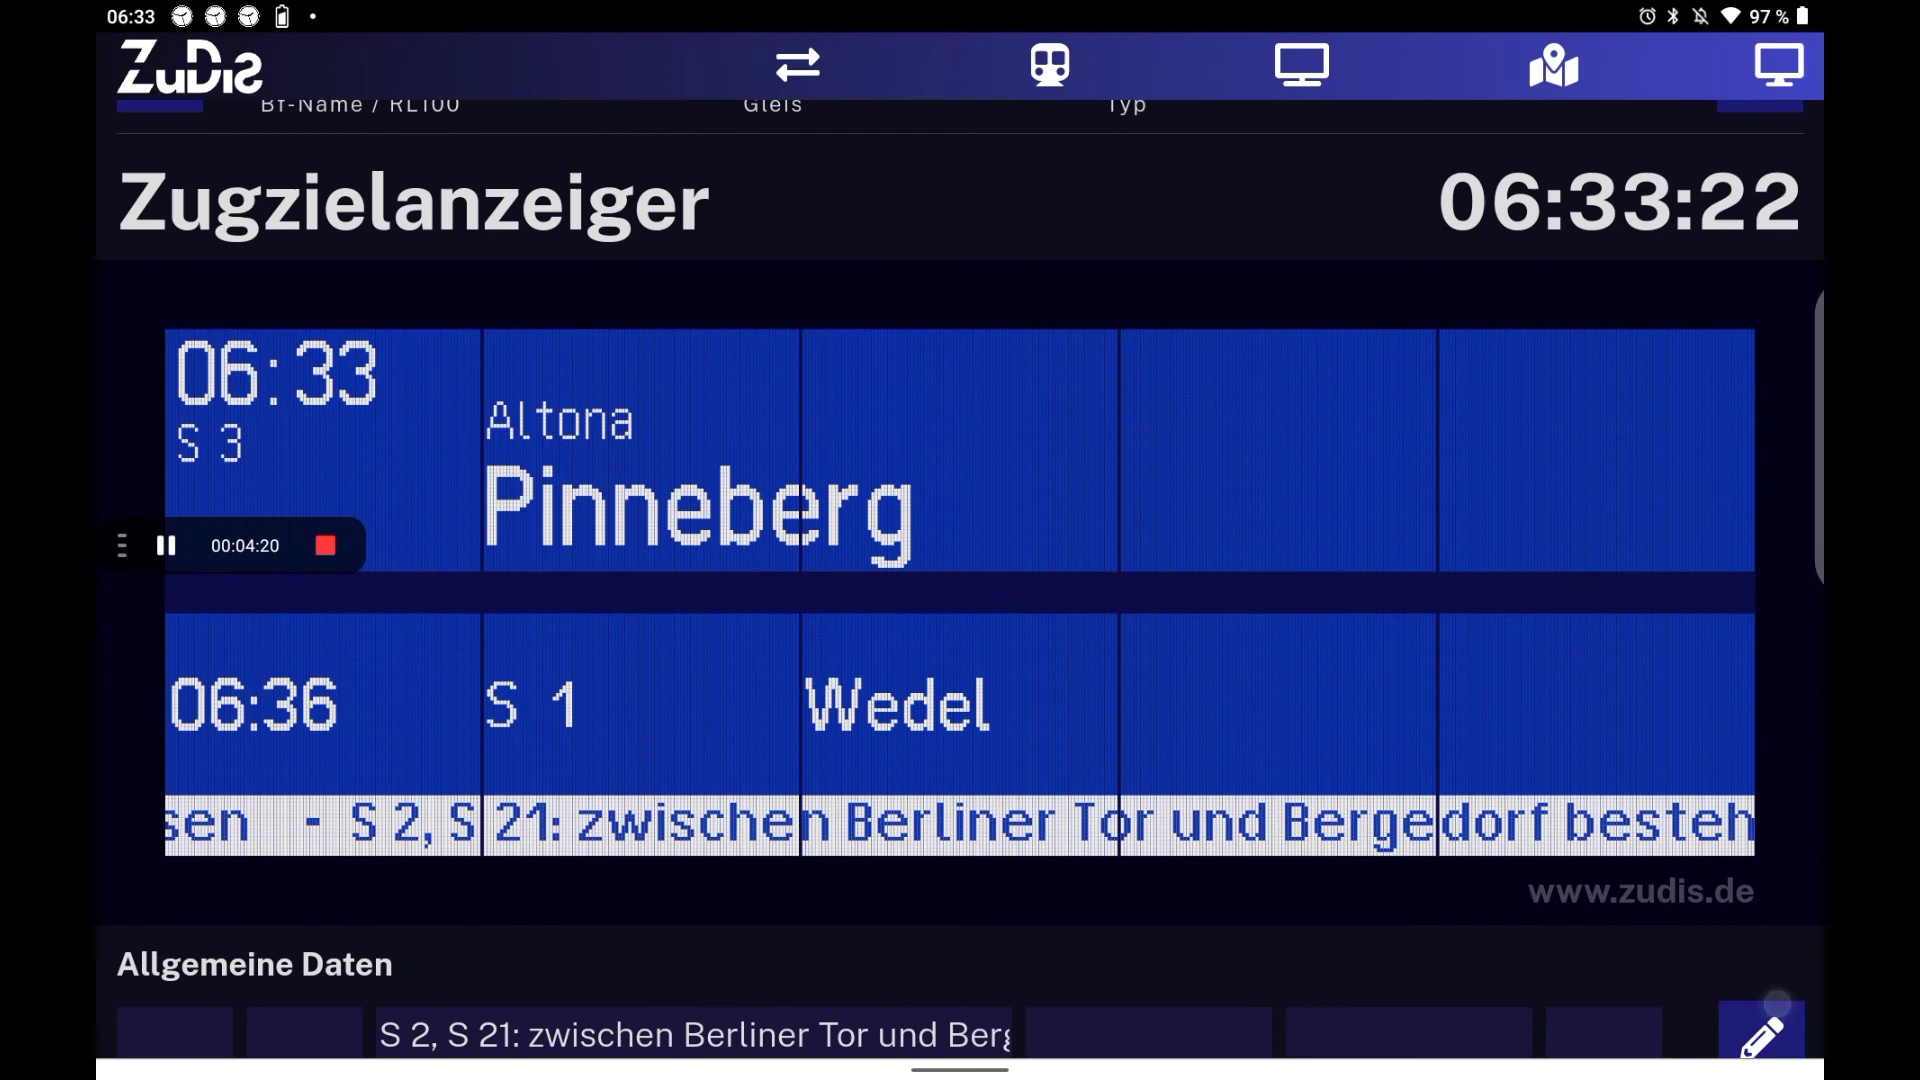 06:33
97 %
ZuDiS
Bf-Name / RL100 Gleis Typ
Zugzielanzeiger 06:33:22
06:33
S 3
Altona
Pinneberg
00:04:20
06:36 S 1 Wedel
sen - S 2, S 21: zwischen Berliner Tor und Bergedorf besteh
www.zudis.de
Allgemeine Daten
S 2, S 21: zwischen Berliner Tor und Berg